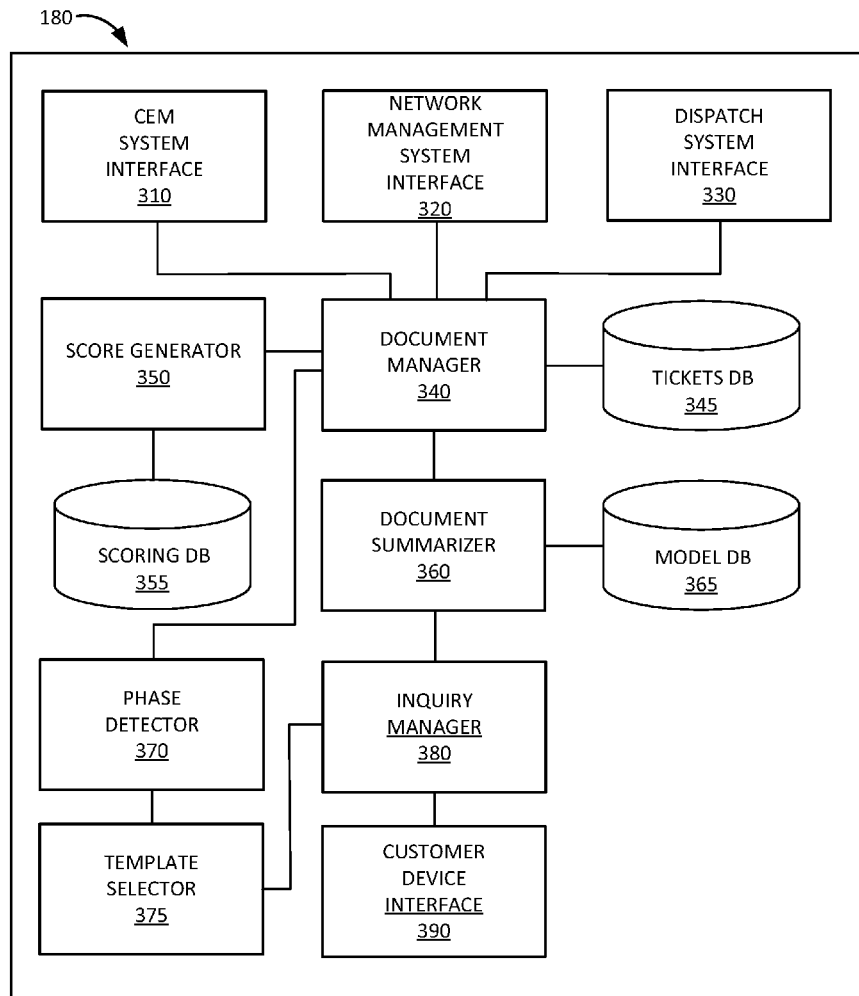 180
CEM
SYSTEM
INTERFACE
310
NETWORK
MANAGEMENT
SYSTEM
INTERFACE
320
DISPATCH
SYSTEM
INTERFACE
330
SCORE GENERATOR
350
DOCUMENT
MANAGER
340
TICKETS DB
345
SCORING DB
355
DOCUMENT
SUMMARIZER
360
MODEL DB
365
PHASE
DETECTOR
370
INQUIRY
MANAGER
380
TEMPLATE
SELECTOR
375
CUSTOMER
DEVICE
INTERFACE
390